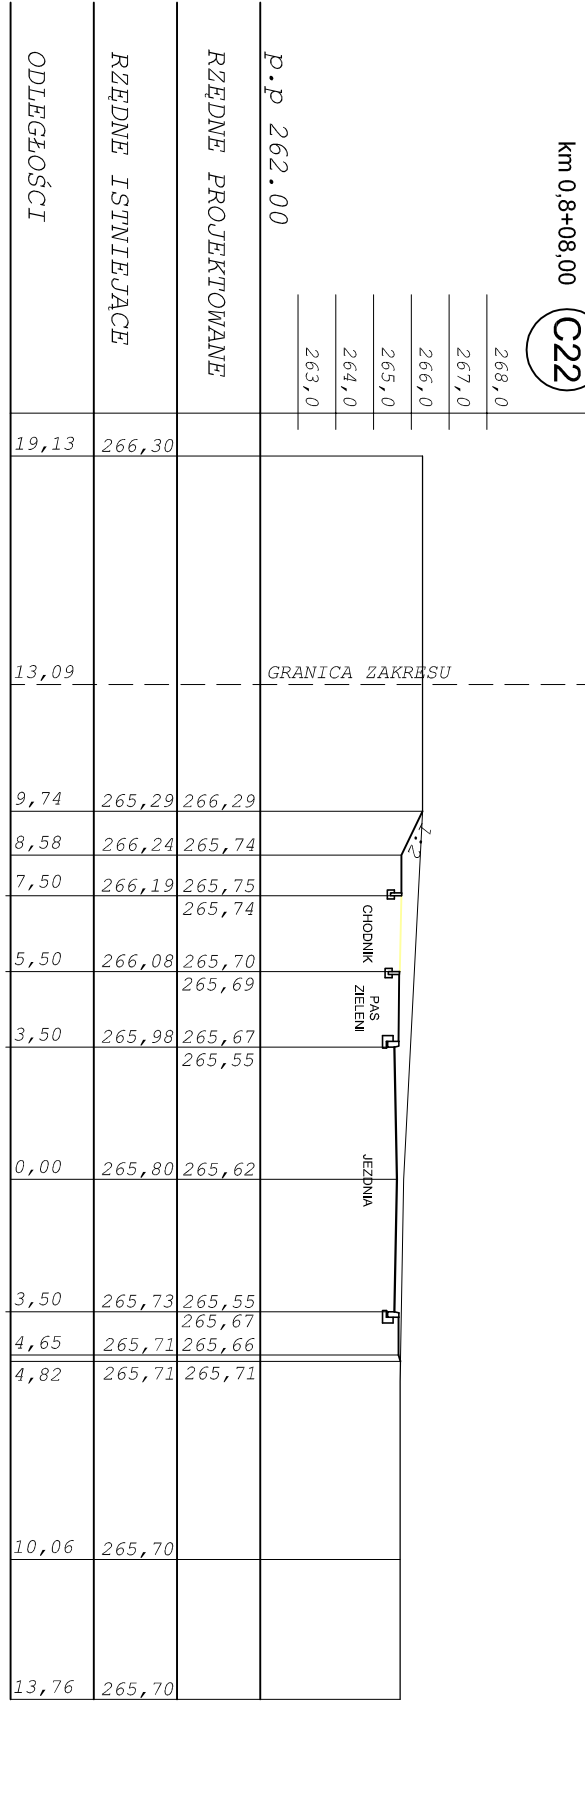 km 0,8+08,00
C22
268,0
267,0
266,0
265,0
264,0
263,0
p.p 262.00
RZĘDNE PROJEKTOWANE
RZĘDNE ISTNIEJĄCE
ODLEGŁOŚCI
19,13 266,30
13,09 GRANICA ZAKRESU
9,74 265,29 266,29
1:2
8,58 266,24 265,74
7,50 266,19 265,75
265,74
CHODNIK
5,50 266,08 265,70
265,69
PAS
ZIELENI
3,50 265,98 265,67
265,55
0,00 265,80 265,62
JEZDNIA
3,50 265,73 265,55
265,67
4,65 265,71 265,66
4,82 265,71 265,71
10,06 265,70
13,76 265,70